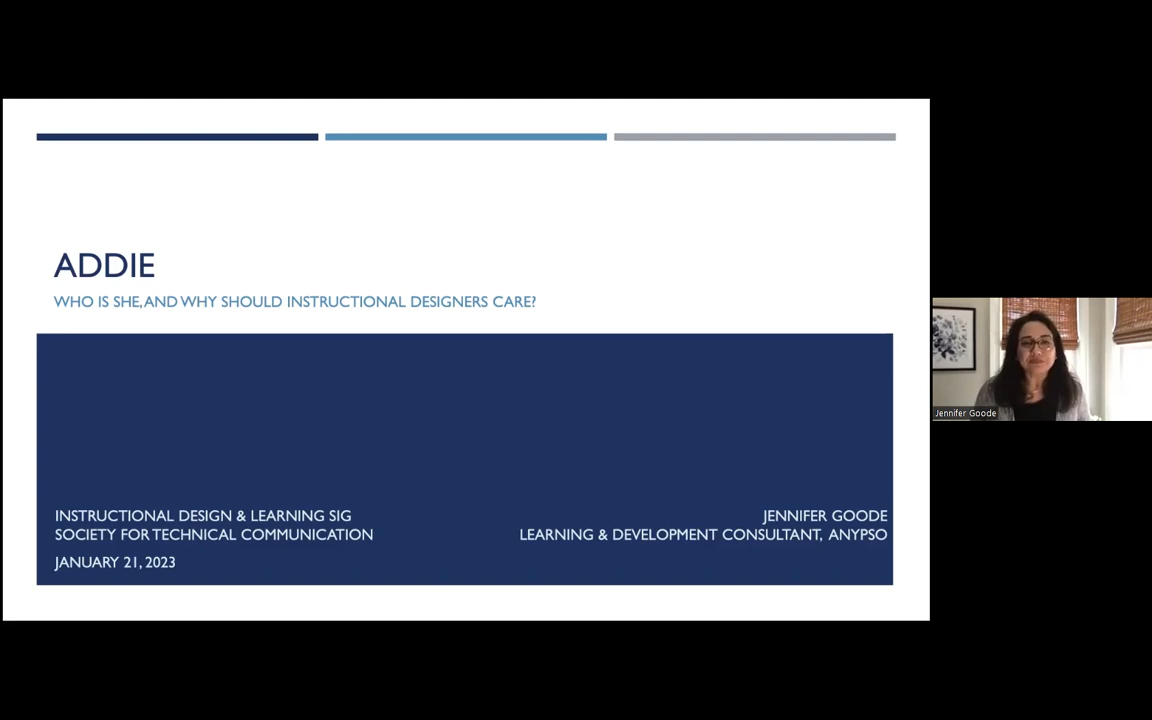 ADDIE
WHO IS SHE, AND WHY SHOULD INSTRUCTIONAL DESIGNERS CARE?
INSTRUCTIONAL DESIGN & LEARNING SIG
SOCIETY FOR TECHNICAL COMMUNICATION
JANUARY 21, 2023
JENNIFER GOODE
LEARNING & DEVELOPMENT CONSULTANT, ANYPSO
Jennifer Goode